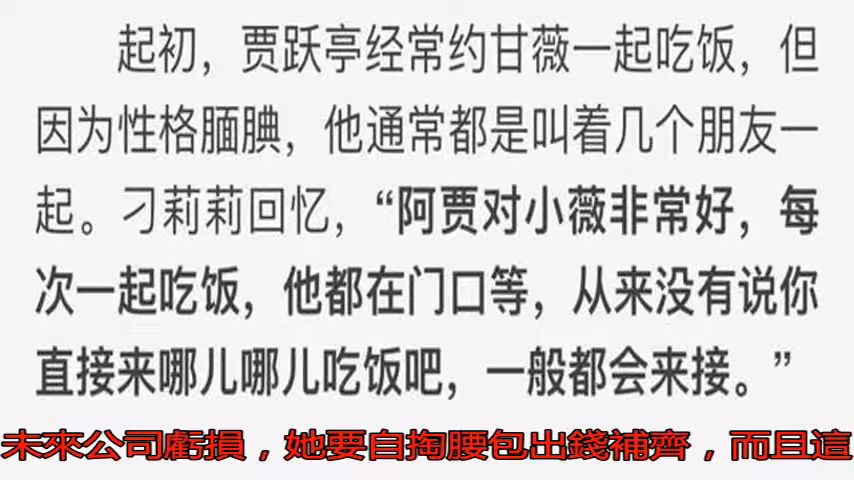 起初，贾跃亭经常约甘薇一起吃饭，但
因为性格腼腆，他通常都是叫着几个朋友一
起。刁莉莉回忆，“阿贾对小薇非常好，每
次一起吃饭，他都在门口等，从来没有说你
直接来哪儿哪儿吃饭吧，一般都会来接。”
未來公司虧損，她要自掏腰包出錢補齊，而且這